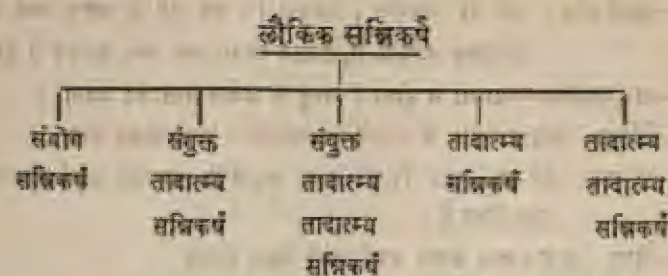 लौकिक सन्निकर्ष
संयोग
सन्निकर्ष
संयुक्त
तादात्म्य
सन्निकर्ष
संयुक्त
तादात्म्य
तादात्म्य
सन्निकर्ष
तादात्म्य
सन्निकर्ष
तादात्म्य
तादात्म्य
सन्निकर्ष